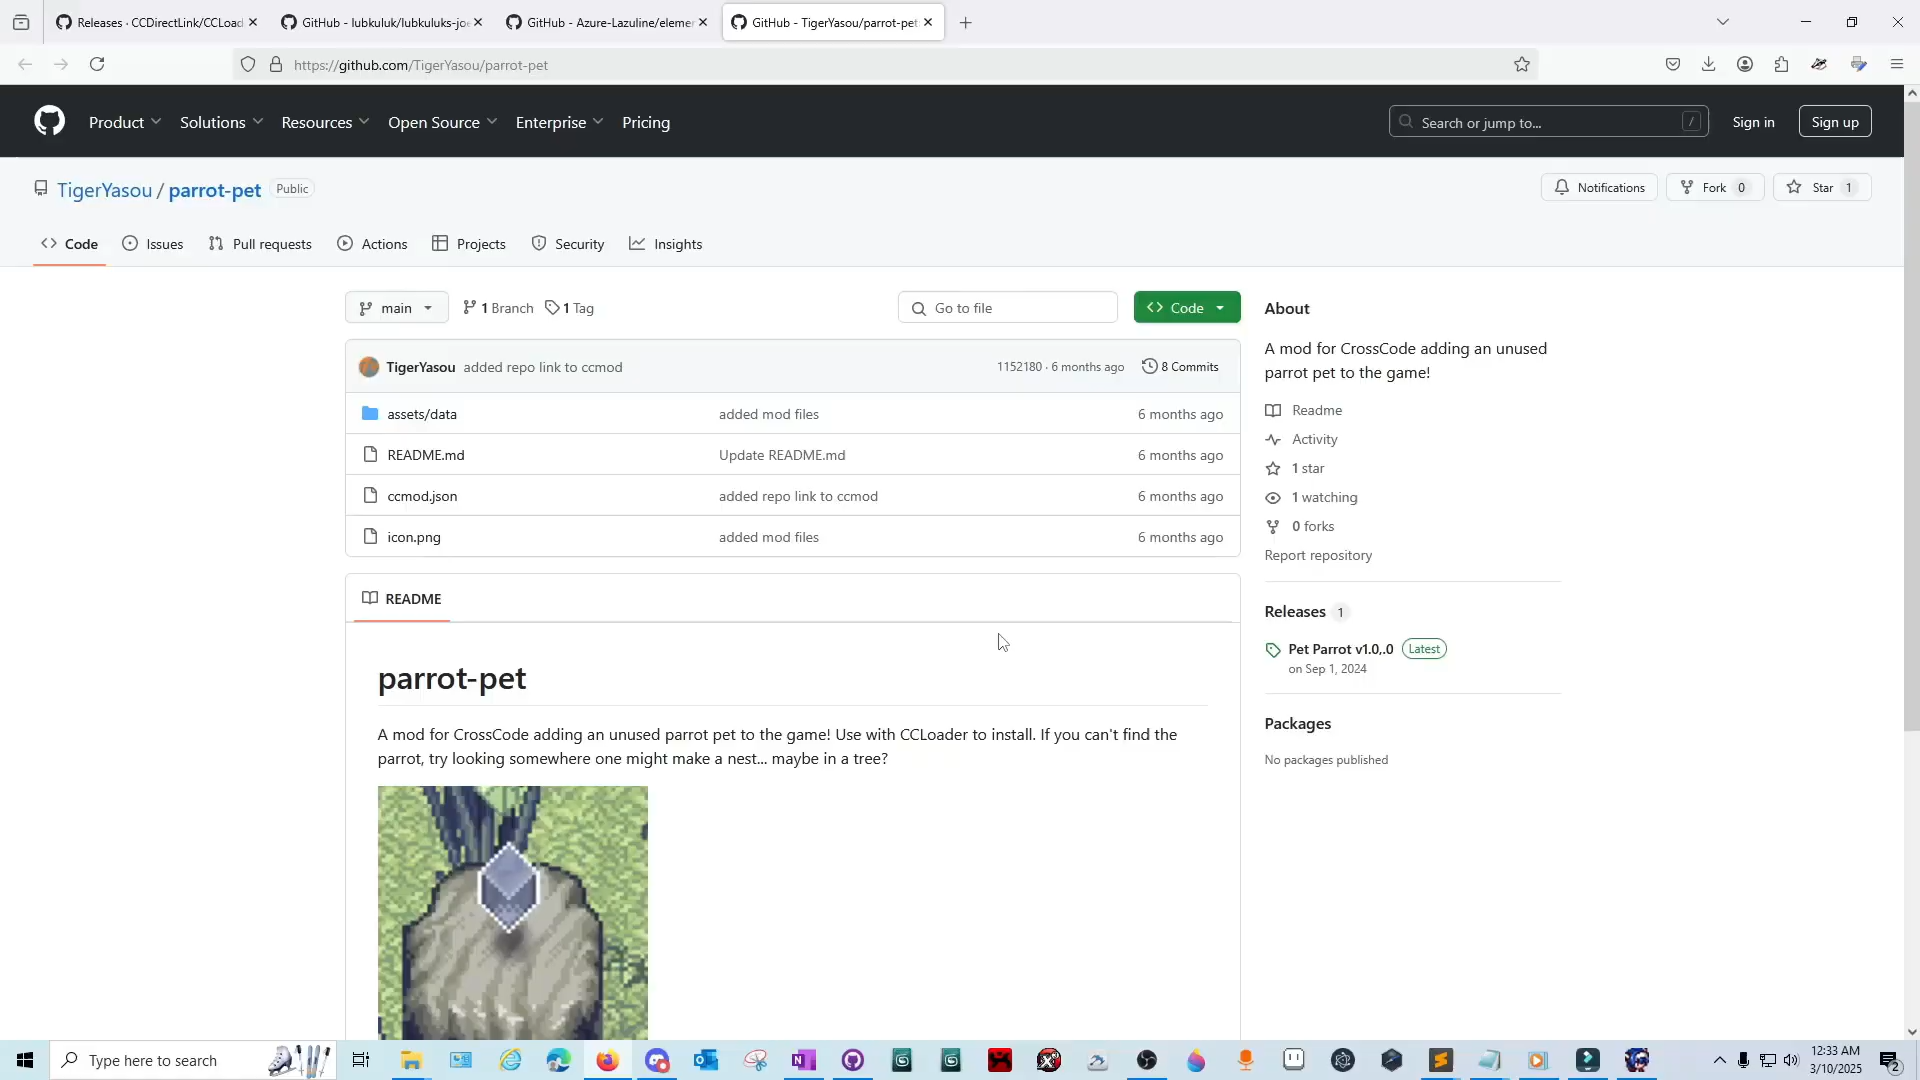 Releases · CCDirectLink/CCLoad
GitHub - lubkuluk/lubkuluks-joe
GitHub - Azure-Lazuline/elemen
GitHub - TigerYasou/parrot-pet
https://github.com/TigerYasou/parrot-pet
Product
Solutions
Resources
Open Source
Enterprise
Pricing
Search or jump to...
/
Sign in
Sign up
TigerYasou / parrot-pet
Public
Notifications
Fork 0
Star 1
Code
Issues
Pull requests
Actions
Projects
Security
Insights
main
1 Branch
1 Tag
Go to file
Code
TigerYasou added repo link to ccmod
1152180 · 6 months ago
8 Commits
assets/data added mod files 6 months ago
README.md Update README.md 6 months ago
ccmod.json added repo link to ccmod 6 months ago
icon.png added mod files 6 months ago
README
parrot-pet
A mod for CrossCode adding an unused parrot pet to the game! Use with CCLoader to install. If you can't find the
parrot, try looking somewhere one might make a nest... maybe in a tree?
About
A mod for CrossCode adding an unused
parrot pet to the game!
Readme
Activity
1 star
1 watching
0 forks
Report repository
Releases 1
Pet Parrot v1.0,.0 Latest
on Sep 1, 2024
Packages
No packages published
Type here to search
12:33 AM
3/10/2025
2